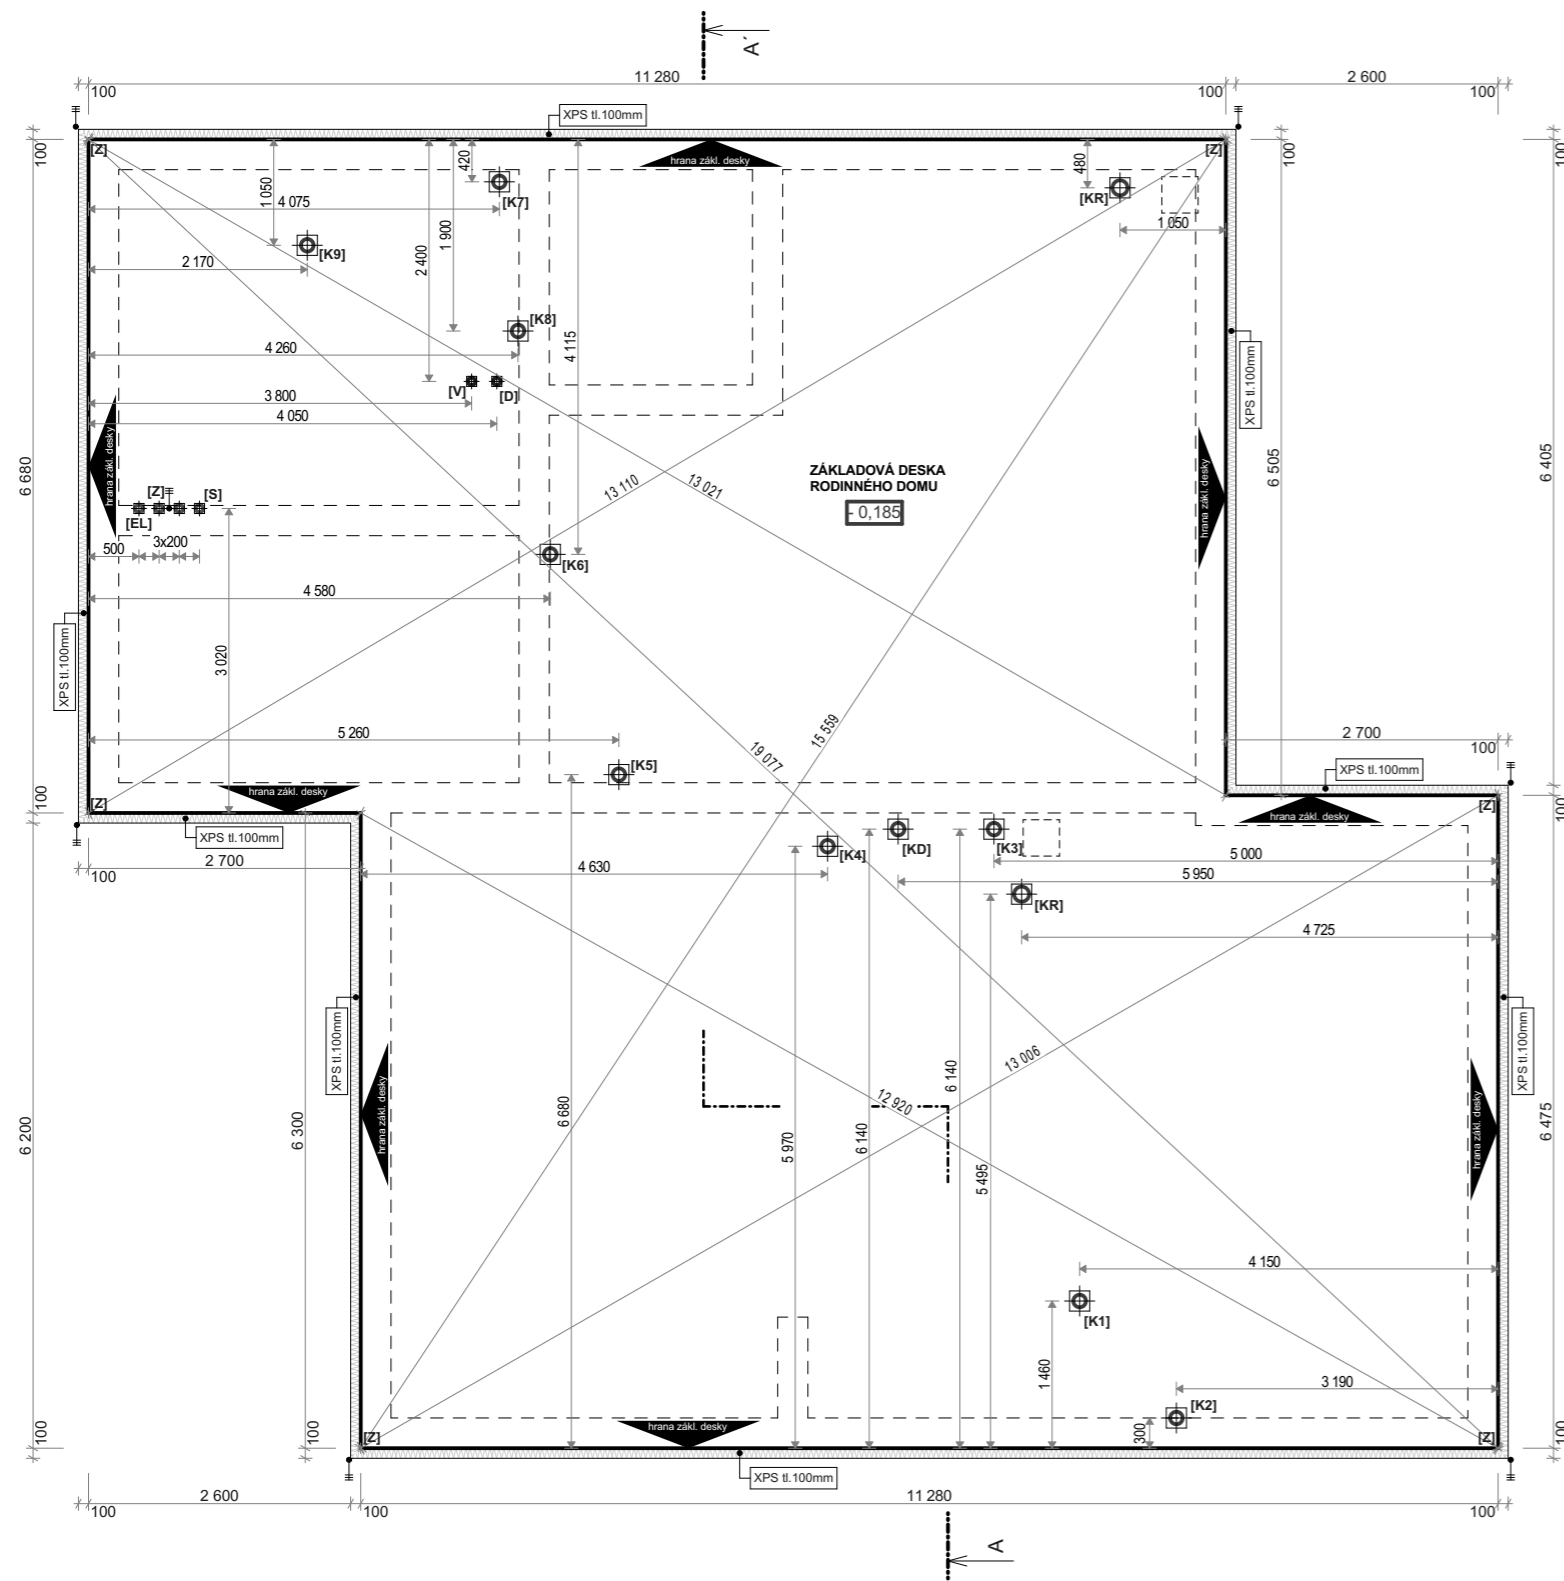 A´
11 280
2 600
100
100
100
XPS tl.100mm
100
100
100
[Z]
[Z]
hrana zákl. desky
420
480
1 050
[K7]
[KR]
4 075
1 900
1 050
[K9]
2 400
2 170
[K8]
4 115
4 260
XPS tl.100mm
[V]
[D]
3 800
4 050
hrana zákl. desky
6 680
ZÁKLADOVÁ DESKA
RODINNÉHO DOMU
- 0,185
13 110
13 021
6 505
6 405
[Z]
[S]
[EL]
hrana zákl. desky
500
3x200
[K6]
4 580
XPS tl.100mm
3 020
5 260
15 559
19 077
2 700
100
[K5]
XPS tl.100mm
hrana zákl. desky
100
[Z]
[Z]
100
XPS tl.100mm
hrana zákl. desky
[K4]
[KD]
[K3]
2 700
100
4 630
5 000
5 950
[KR]
4 725
XPS tl.100mm
XPS tl.100mm
13 006
12 920
6 140
6 680
5 970
6 140
5 495
hrana zákl. desky
hrana zákl. desky
6 200
6 300
6 475
4 150
[K1]
1 460
3 190
[K2]
300
hrana zákl. desky
100
100
[Z]
[Z]
100
XPS tl.100mm
2 600
11 280
100
100
100
A